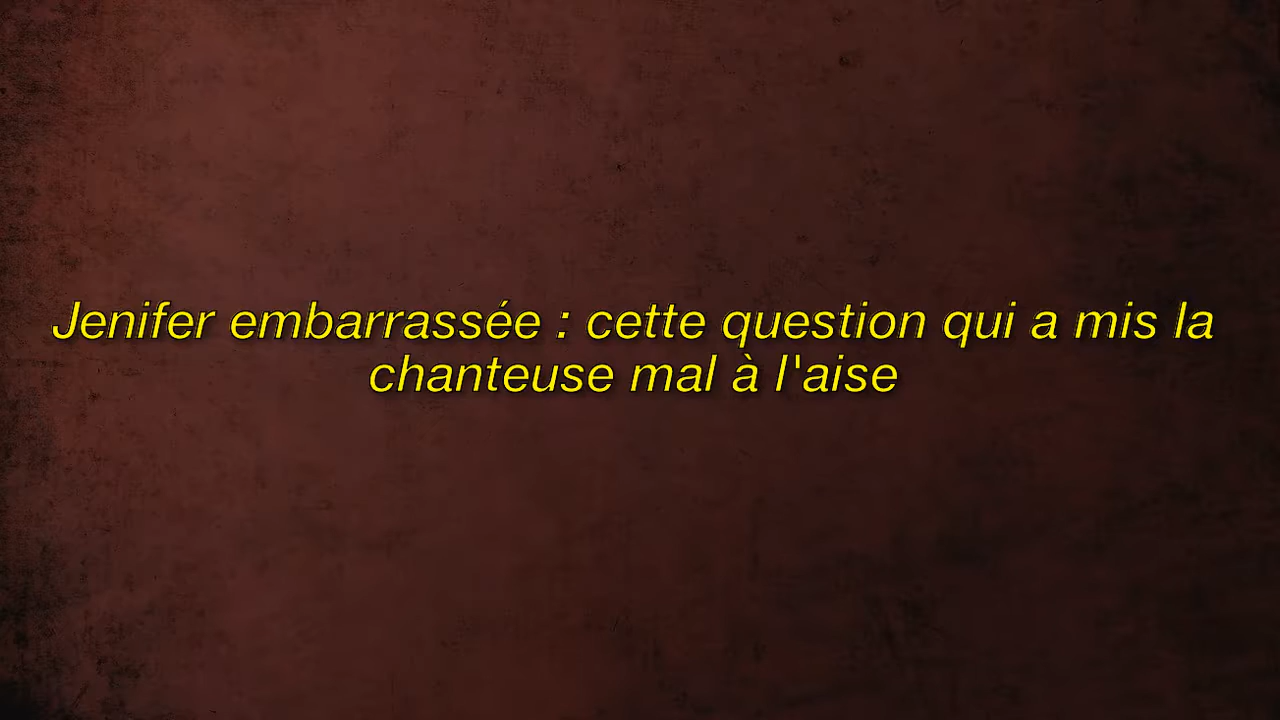 Jenifer embarrassée : cette question qui a mis la
chanteuse mal à l'aise